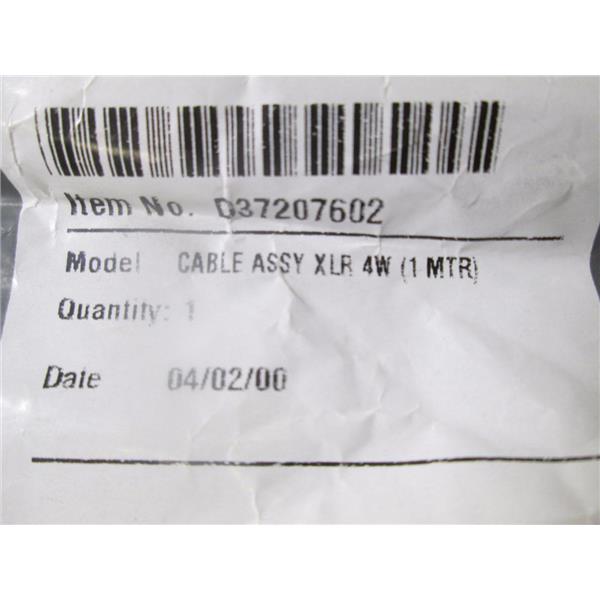 Item No. D37207602
Model CABLE ASSY XLR 4W (1 MTR)
Quantity: 1
Date 04/02/00